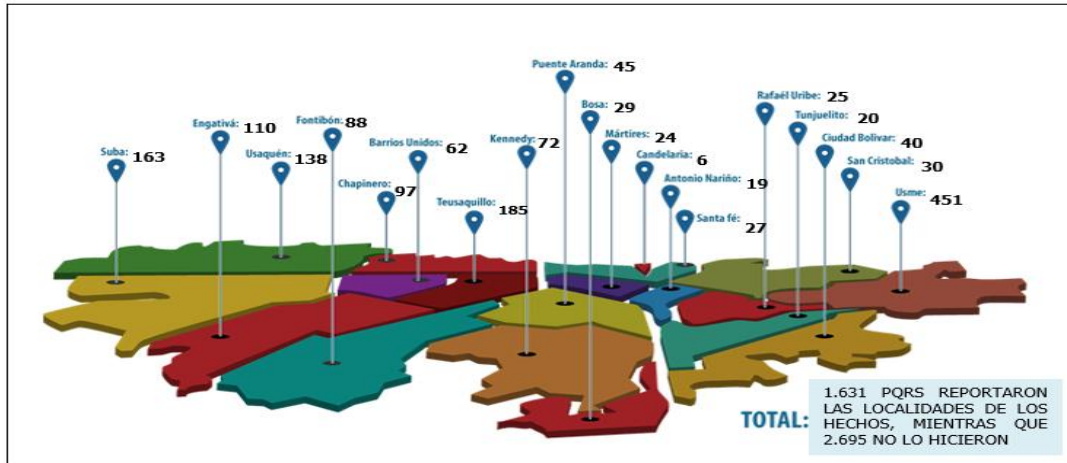 Puente Aranda: 45
Bosa: 29
Rafaél Uribe: 25
Tunjuelito: 20
Engativá: 110
Fontibón: 88
Mártires: 24
Ciudad Bolivar: 40
Suba: 163
Usaquén: 138
Barrios Unidos: 62
Kennedy: 72
Candelaria: 6
San Cristobal: 30
Chapinero: 97
Antonio Nariño: 19
Usme: 451
Teusaquillo: 185
Santa fé: 27
TOTAL:
1.631 PQRS REPORTARON
LAS LOCALIDADES DE LOS
HECHOS, MIENTRAS QUE
2.695 NO LO HICIERON